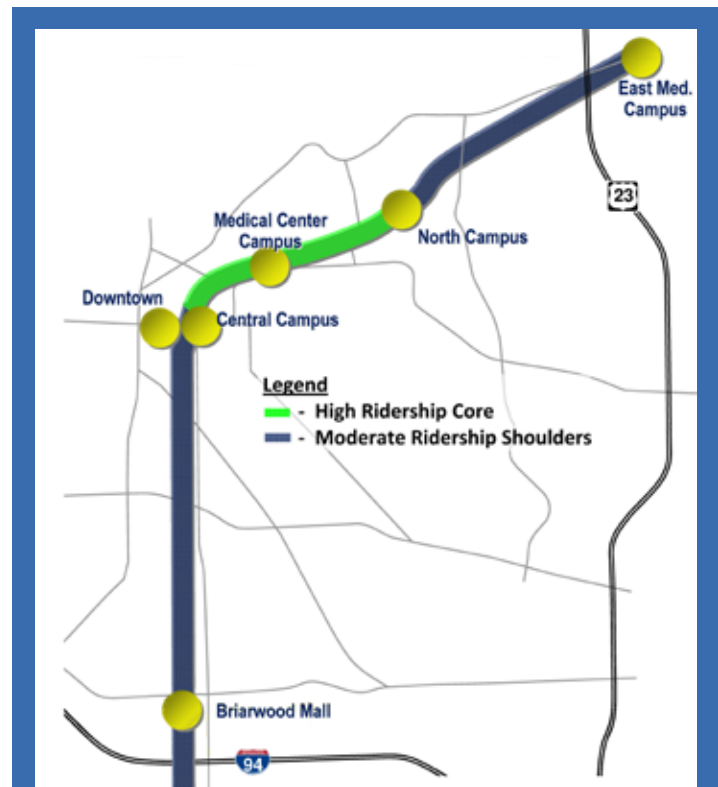 East Med.
Campus
23
Medical Center
Campus
North Campus
Downtown
Central Campus
Legend
- High Ridership Core
- Moderate Ridership Shoulders
Briarwood Mall
94